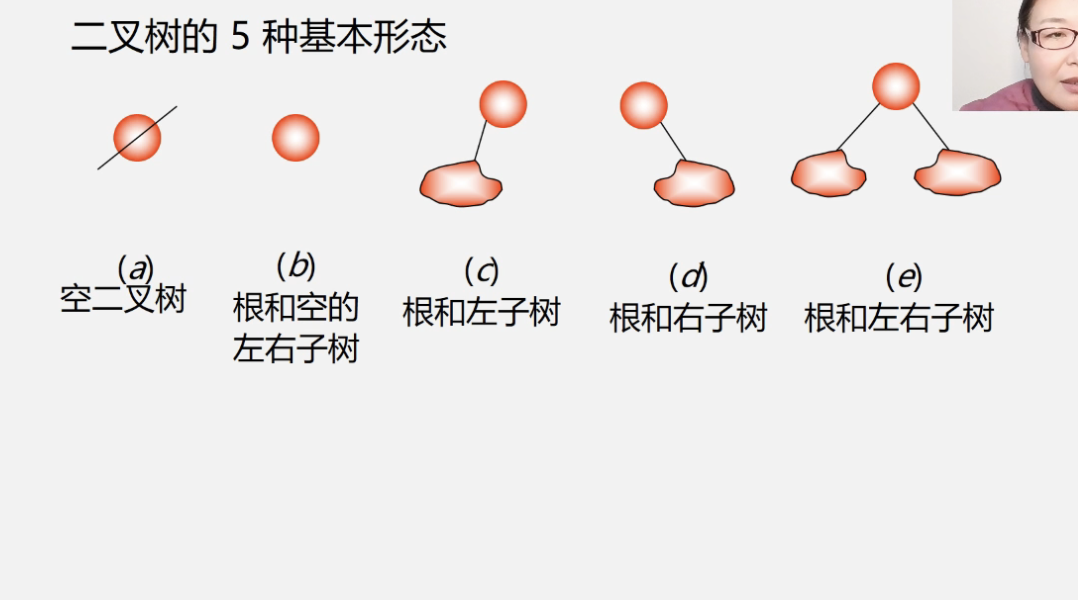 二叉树的 5 种基本形态
(a)
空二叉树
(b)
根和空的
左右子树
(c)
根和左子树
(d)
根和右子树
(e)
根和左右子树